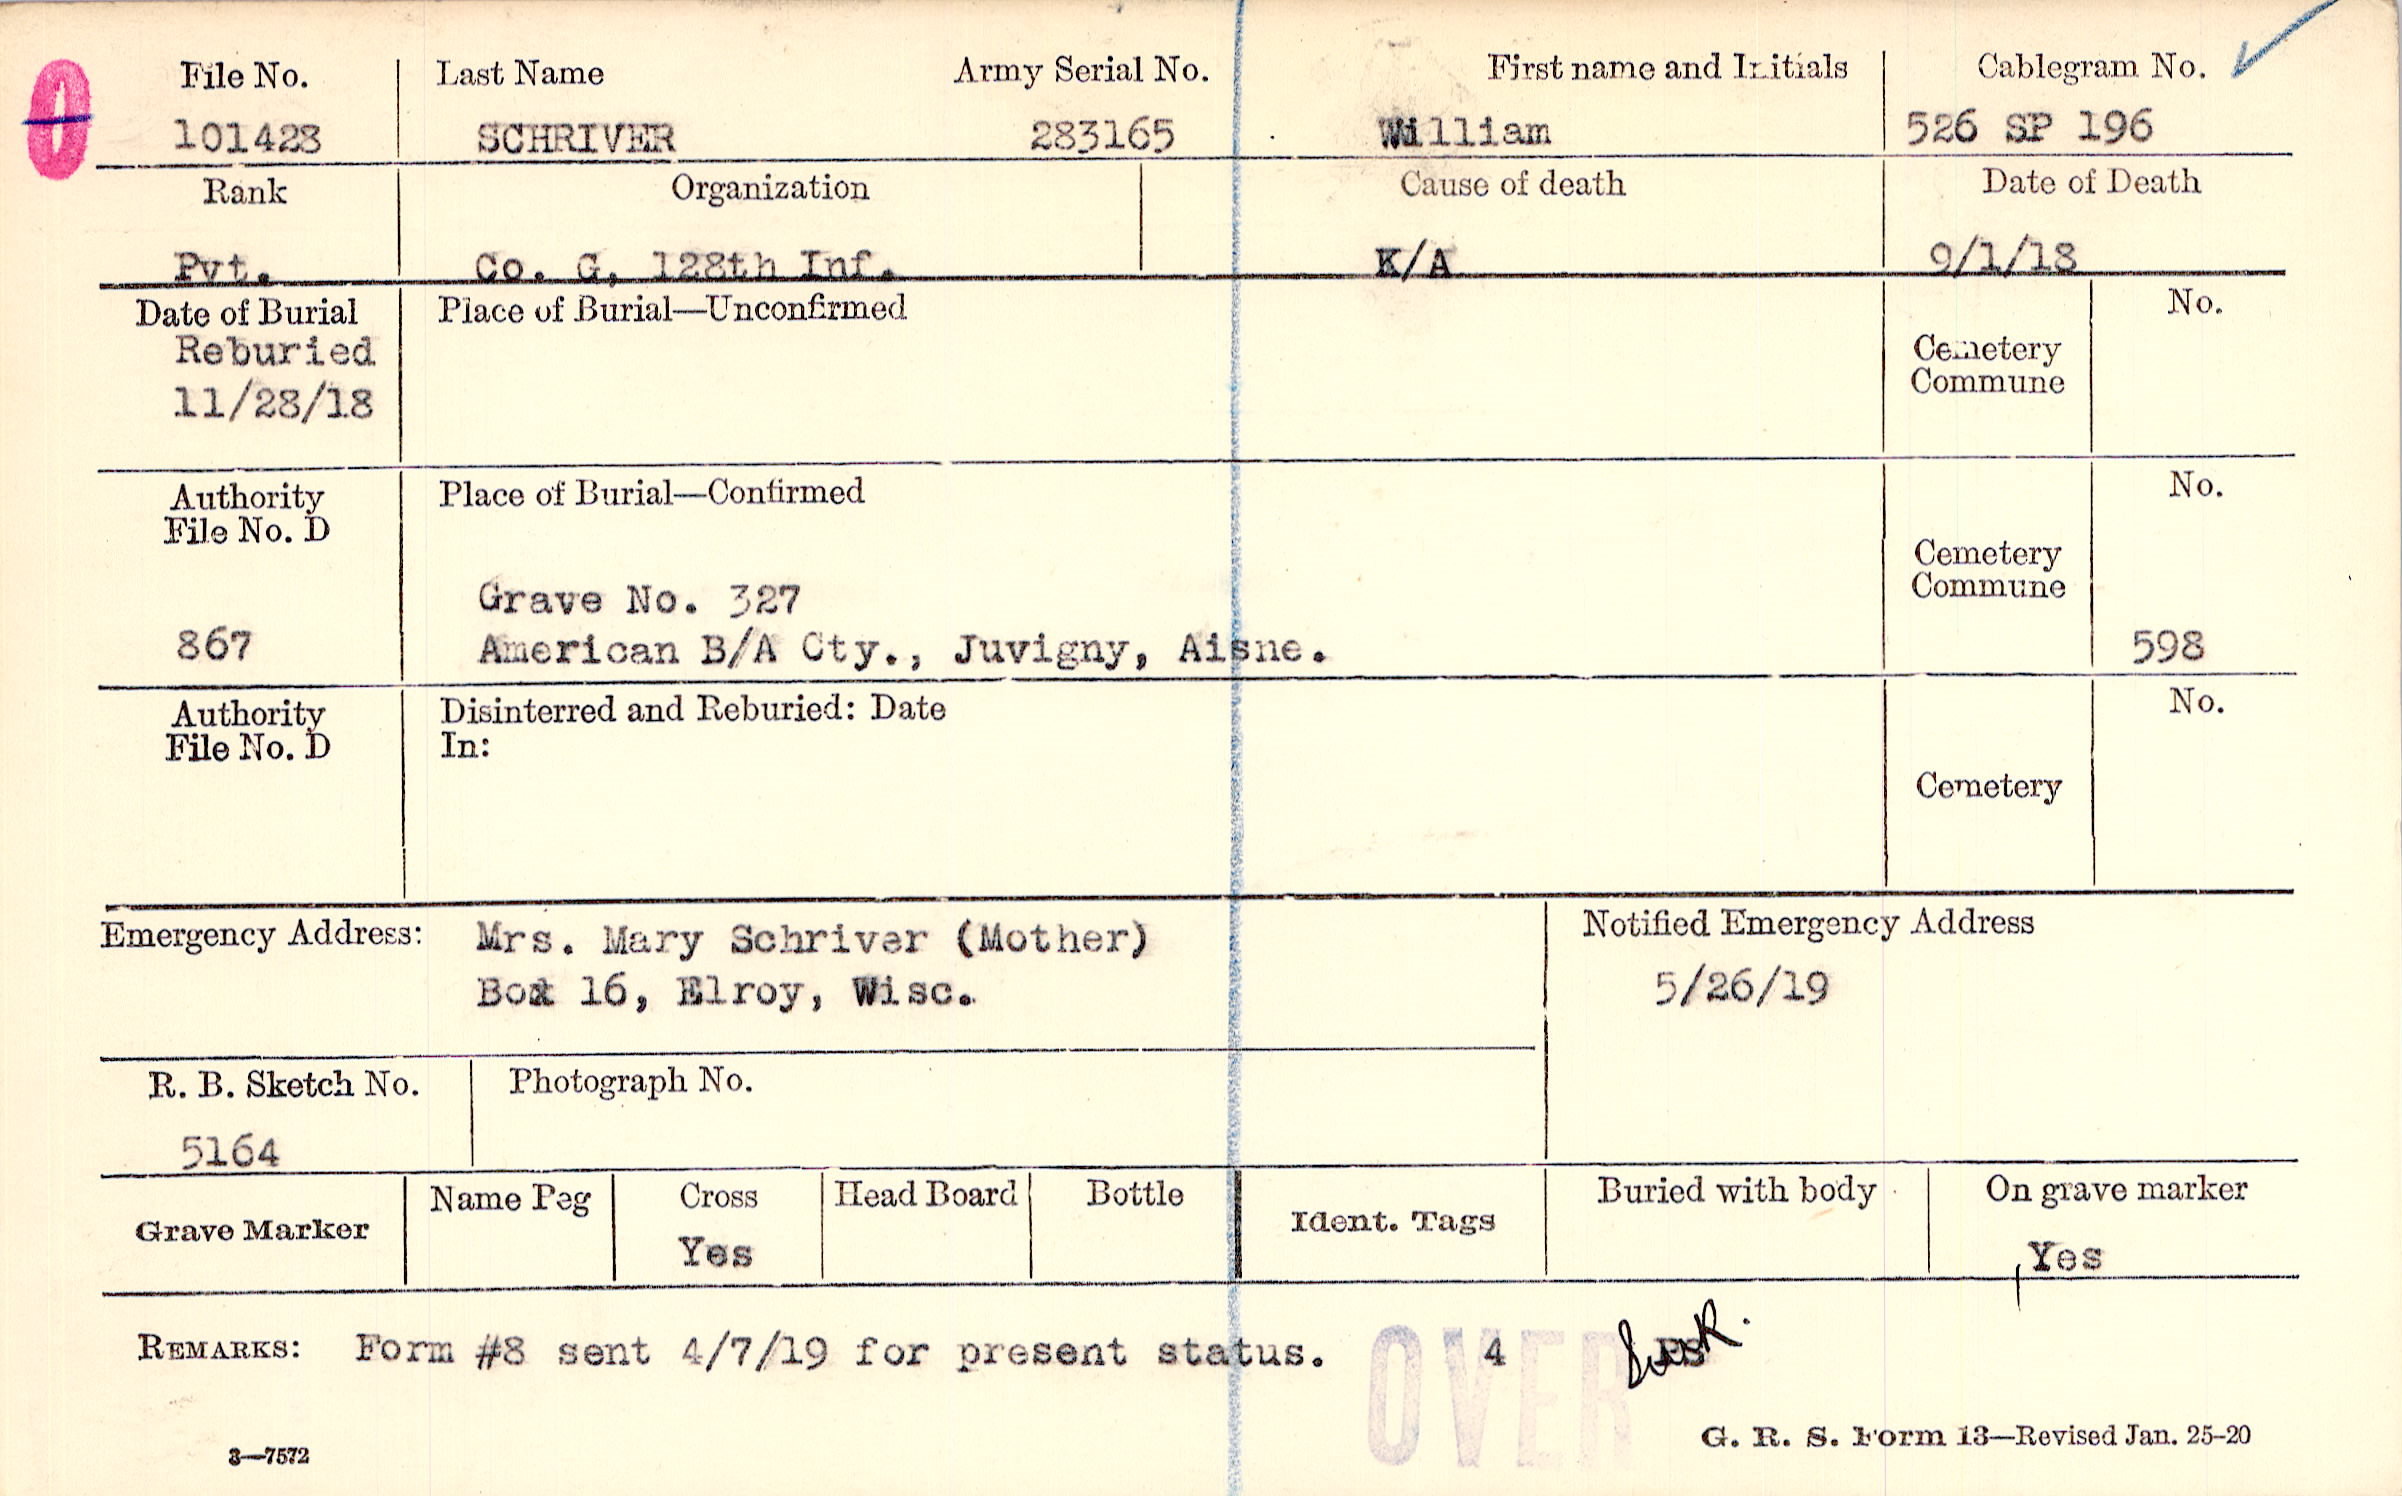 0
File No.
Last Name
Army Serial No.
First name and Initials
Cablegram No.
101428
SCHRIVER
283165
William
526 SP 196
Rank
Organization
Cause of death
Date of Death
Pvt.
Co. G, 128th Inf.
K/A
9/1/18
Date of Burial
Place of Burial—Unconfirmed
No.
Reburied
11/28/18
Cemetery
Commune
Authority
File No. D
Place of Burial—Confirmed
No.
Cemetery
Commune
Grave No. 327
867
American B/A Cty., Juvigny, Aisne.
598
Authority
File No. D
Disinterred and Reburied: Date
In:
No.
Cemetery
Emergency Address:
Mrs. Mary Schriver (Mother)
Box 16, Elroy, Wisc.
Notified Emergency Address
5/26/19
R. B. Sketch No.
Photograph No.
5164
Grave Marker
Name Peg
Cross
Head Board
Bottle
Ident. Tags
Buried with body
On grave marker
Yes
Yes
REMARKS: Form #8 sent 4/7/19 for present status. 4
OVER
3—7572
G. R. S. Form 13—Revised Jan. 25-20